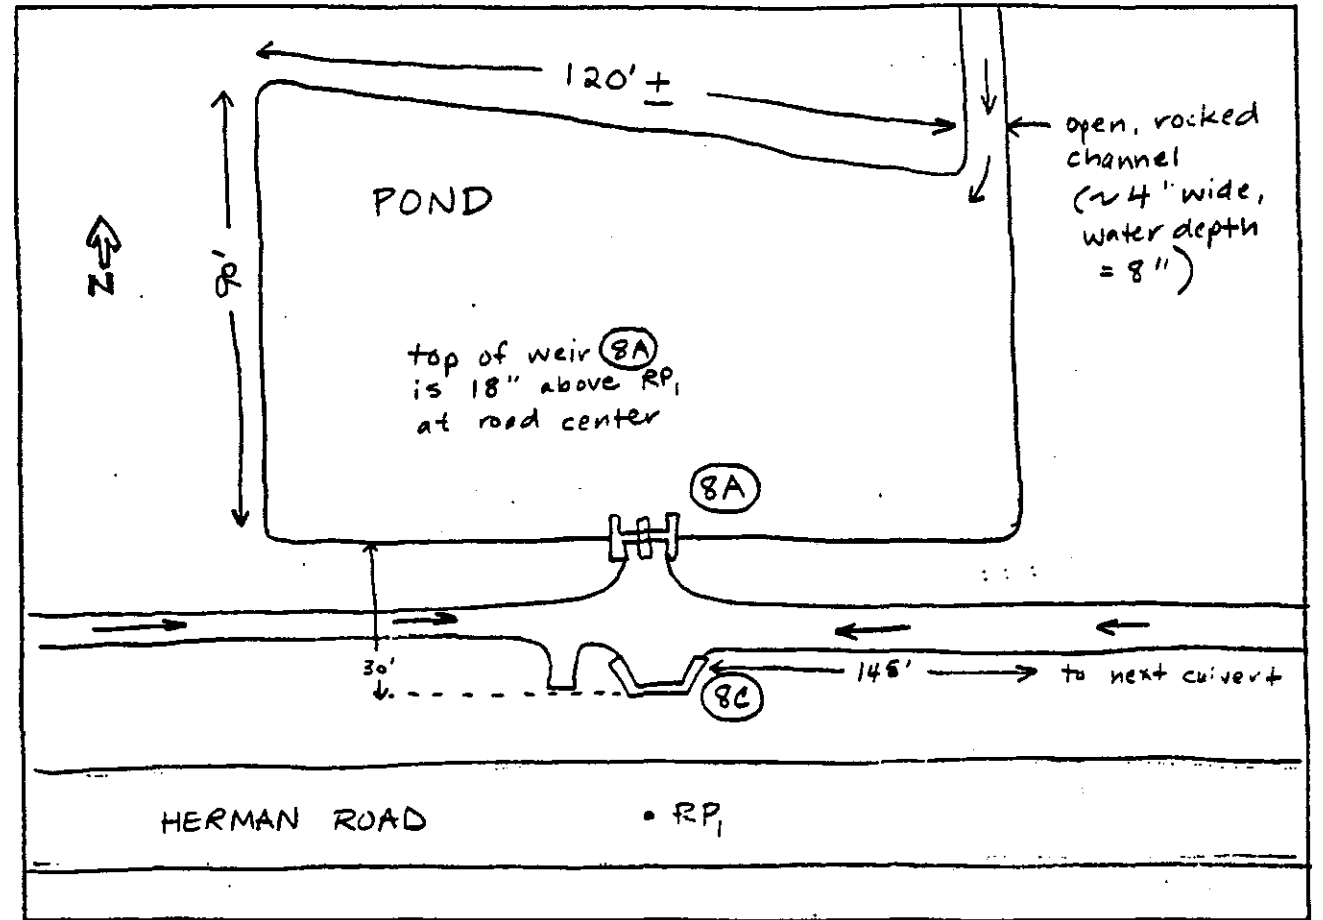 120' ±
open, rocked
channel
(~4" wide,
water depth
= 8")
POND
N
90'
top of weir 8A
is 18" above RP₁
at road center
8A
30'
145'
to next culvert
8C
HERMAN ROAD
• RP₁